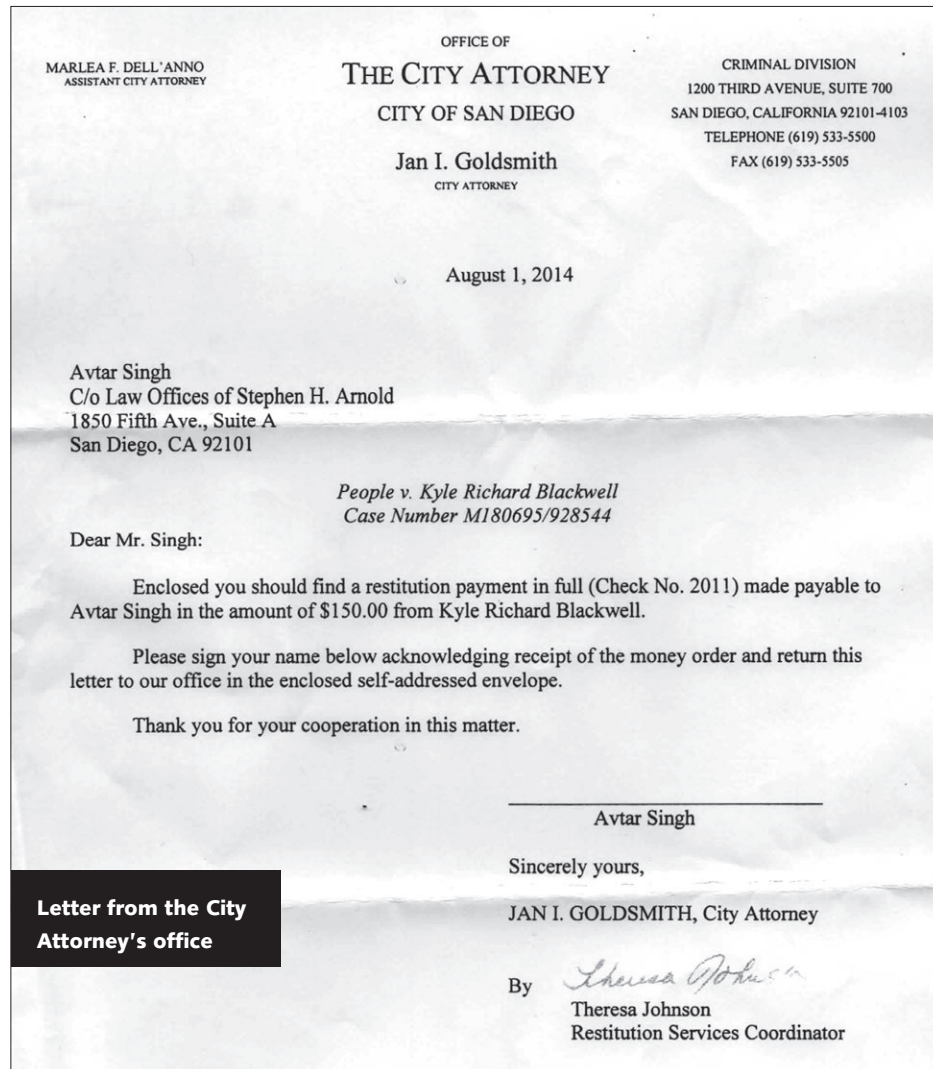 MARLEA F. DELL'ANNO
ASSISTANT CITY ATTORNEY
OFFICE OF
THE CITY ATTORNEY
CITY OF SAN DIEGO
Jan I. Goldsmith
CITY ATTORNEY
CRIMINAL DIVISION
1200 THIRD AVENUE, SUITE 700
SAN DIEGO, CALIFORNIA 92101-4103
TELEPHONE (619) 533-5500
FAX (619) 533-5505
August 1, 2014
Avtar Singh
C/o Law Offices of Stephen H. Arnold
1850 Fifth Ave., Suite A
San Diego, CA 92101
People v. Kyle Richard Blackwell
Case Number M180695/928544
Dear Mr. Singh:
Enclosed you should find a restitution payment in full (Check No. 2011) made payable to
Avtar Singh in the amount of $150.00 from Kyle Richard Blackwell.
Please sign your name below acknowledging receipt of the money order and return this
letter to our office in the enclosed self-addressed envelope.
Thank you for your cooperation in this matter.
Avtar Singh
Sincerely yours,
JAN I. GOLDSMITH, City Attorney
By Theresa Johnson
Theresa Johnson
Restitution Services Coordinator
Letter from the City
Attorney's office